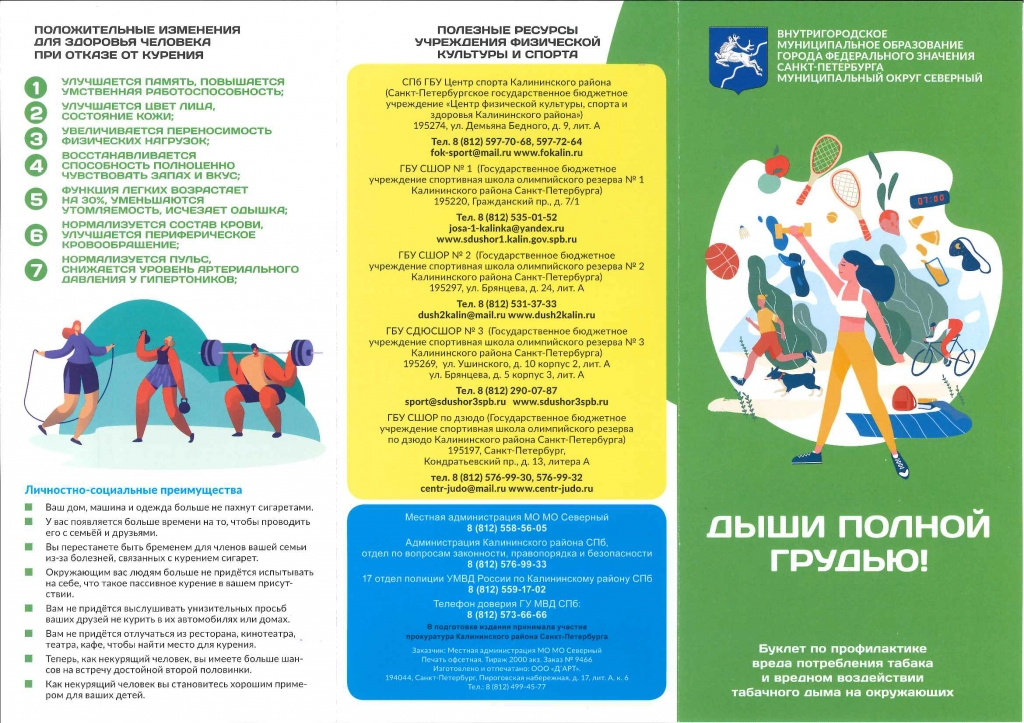 ПОЛОЖИТЕЛЬНЫЕ ИЗМЕНЕНИЯ
ДЛЯ ЗДОРОВЬЯ ЧЕЛОВЕКА
ПРИ ОТКАЗЕ ОТ КУРЕНИЯ
1 УЛУЧШАЕТСЯ ПАМЯТЬ, ПОВЫШАЕТСЯ
УМСТВЕННАЯ РАБОТОСПОСОБНОСТЬ;
2 УЛУЧШАЕТСЯ ЦВЕТ ЛИЦА,
СОСТОЯНИЕ КОЖИ;
3 УВЕЛИЧИВАЕТСЯ ПЕРЕНОСИМОСТЬ
ФИЗИЧЕСКИХ НАГРУЗОК;
4 ВОССТАНАВЛИВАЕТСЯ
СПОСОБНОСТЬ ПОЛНОЦЕННО
ЧУВСТВОВАТЬ ЗАПАХ И ВКУС;
5 ФУНКЦИЯ ЛЕГКИХ ВОЗРАСТАЕТ
НА 30%, УМЕНЬШАЮТСЯ
УТОМЛЯЕМОСТЬ, ИСЧЕЗАЕТ ОДЫШКА;
6 НОРМАЛИЗУЕТСЯ СОСТАВ КРОВИ,
УЛУЧШАЕТСЯ ПЕРИФЕРИЧЕСКОЕ
КРОВООБРАЩЕНИЕ;
7 НОРМАЛИЗУЕТСЯ ПУЛЬС,
СНИЖАЕТСЯ УРОВЕНЬ АРТЕРИАЛЬНОГО
ДАВЛЕНИЯ У ГИПЕРТОНИКОВ;
Личностно-социальные преимущества
Ваш дом, машина и одежда больше не пахнут сигаретами.
У вас появляется больше времени на то, чтобы проводить
его с семьёй и друзьями.
Вы перестанете быть бременем для членов вашей семьи
из-за болезней, связанных с курением сигарет.
Окружающим вас людям больше не придётся испытывать
на себе, что такое пассивное курение в вашем присут-
ствии.
Вам не придётся выслушивать унизительных просьб
ваших друзей не курить в их автомобилях или домах.
Вам не придётся отлучаться из ресторана, кинотеатра,
театра, кафе, чтобы найти место для курения.
Теперь, как некурящий человек, вы имеете больше шан-
сов на встречу достойной второй половинки.
Как некурящий человек вы становитесь хорошим приме-
ром для ваших детей.
ПОЛЕЗНЫЕ РЕСУРСЫ
УЧРЕЖДЕНИЯ ФИЗИЧЕСКОЙ
КУЛЬТУРЫ И СПОРТА
СПб ГБУ Центр спорта Калининского района
(Санкт-Петербургское государственное бюджетное
учреждение «Центр физической культуры, спорта и
здоровья Калининского района»)
195274, ул. Демьяна Бедного, д. 9, лит. А
Тел. 8 (812) 597-70-68, 597-72-64
fok-sport@mail.ru www.fokalin.ru
ГБУ СШОР № 1 (Государственное бюджетное
учреждение спортивная школа олимпийского резерва № 1
Калининского района Санкт-Петербурга)
195220, Гражданский пр., д. 7/1
Тел. 8 (812) 535-01-52
josa-1-kalinka@yandex.ru
www.sdushor1.kalin.gov.spb.ru
ГБУ СШОР № 2 (Государственное бюджетное
учреждение спортивная школа олимпийского резерва № 2
Калининского района Санкт-Петербурга)
195297, ул. Брянцева, д. 24, лит. А
Тел. 8 (812) 531-37-33
dush2kalin@mail.ru www.dush2kalin.ru
ГБУ СДЮСШОР № 3 (Государственное бюджетное
учреждение спортивная школа олимпийского резерва № 3
Калининского района Санкт-Петербурга)
195269, ул. Ушинского, д. 10 корпус 2, лит. А
ул. Брянцева, д. 5 корпус 3, лит. А
Тел. 8 (812) 290-07-87
sport@sdushor3spb.ru www.sdushor3spb.ru
ГБУ СШОР по дзюдо (Государственное бюджетное
учреждение спортивная школа олимпийского резерва
по дзюдо Калининского района Санкт-Петербурга)
195197, Санкт-Петербург,
Кондратьевский пр., д. 13, литера А
тел. 8 (812) 576-99-30, 576-99-32
centr-judo@mail.ru www.centr-judo.ru
Местная администрация МО МО Северный
8 (812) 558-56-05
Администрация Калининского района СПб,
отдел по вопросам законности, правопорядка и безопасности
8 (812) 576-99-33
17 отдел полиции УМВД России по Калининскому району СПб
8 (812) 559-17-02
Телефон доверия ГУ МВД СПб:
8 (812) 573-66-66
В подготовке издания принимала участие
прокуратура Калининского района Санкт-Петербурга
Заказчик: Местная администрация МО МО Северный
Печать офсетная. Тираж 2000 экз. Заказ № 9466
Изготовлено и отпечатано: ООО «Д'АРТ».
194044, Санкт-Петербург, Пироговская набережная, д. 17, лит. А, к. 6
Тел.: 8 (812) 499-45-77
ВНУТРИГОРОДСКОЕ
МУНИЦИПАЛЬНОЕ ОБРАЗОВАНИЕ
ГОРОДА ФЕДЕРАЛЬНОГО ЗНАЧЕНИЯ
САНКТ-ПЕТЕРБУРГА
МУНИЦИПАЛЬНЫЙ ОКРУГ СЕВЕРНЫЙ
07:00
ДЫШИ ПОЛНОЙ
ГРУДЬЮ!
Буклет по профилактике
вреда потребления табака
и вредном воздействии
табачного дыма на окружающих